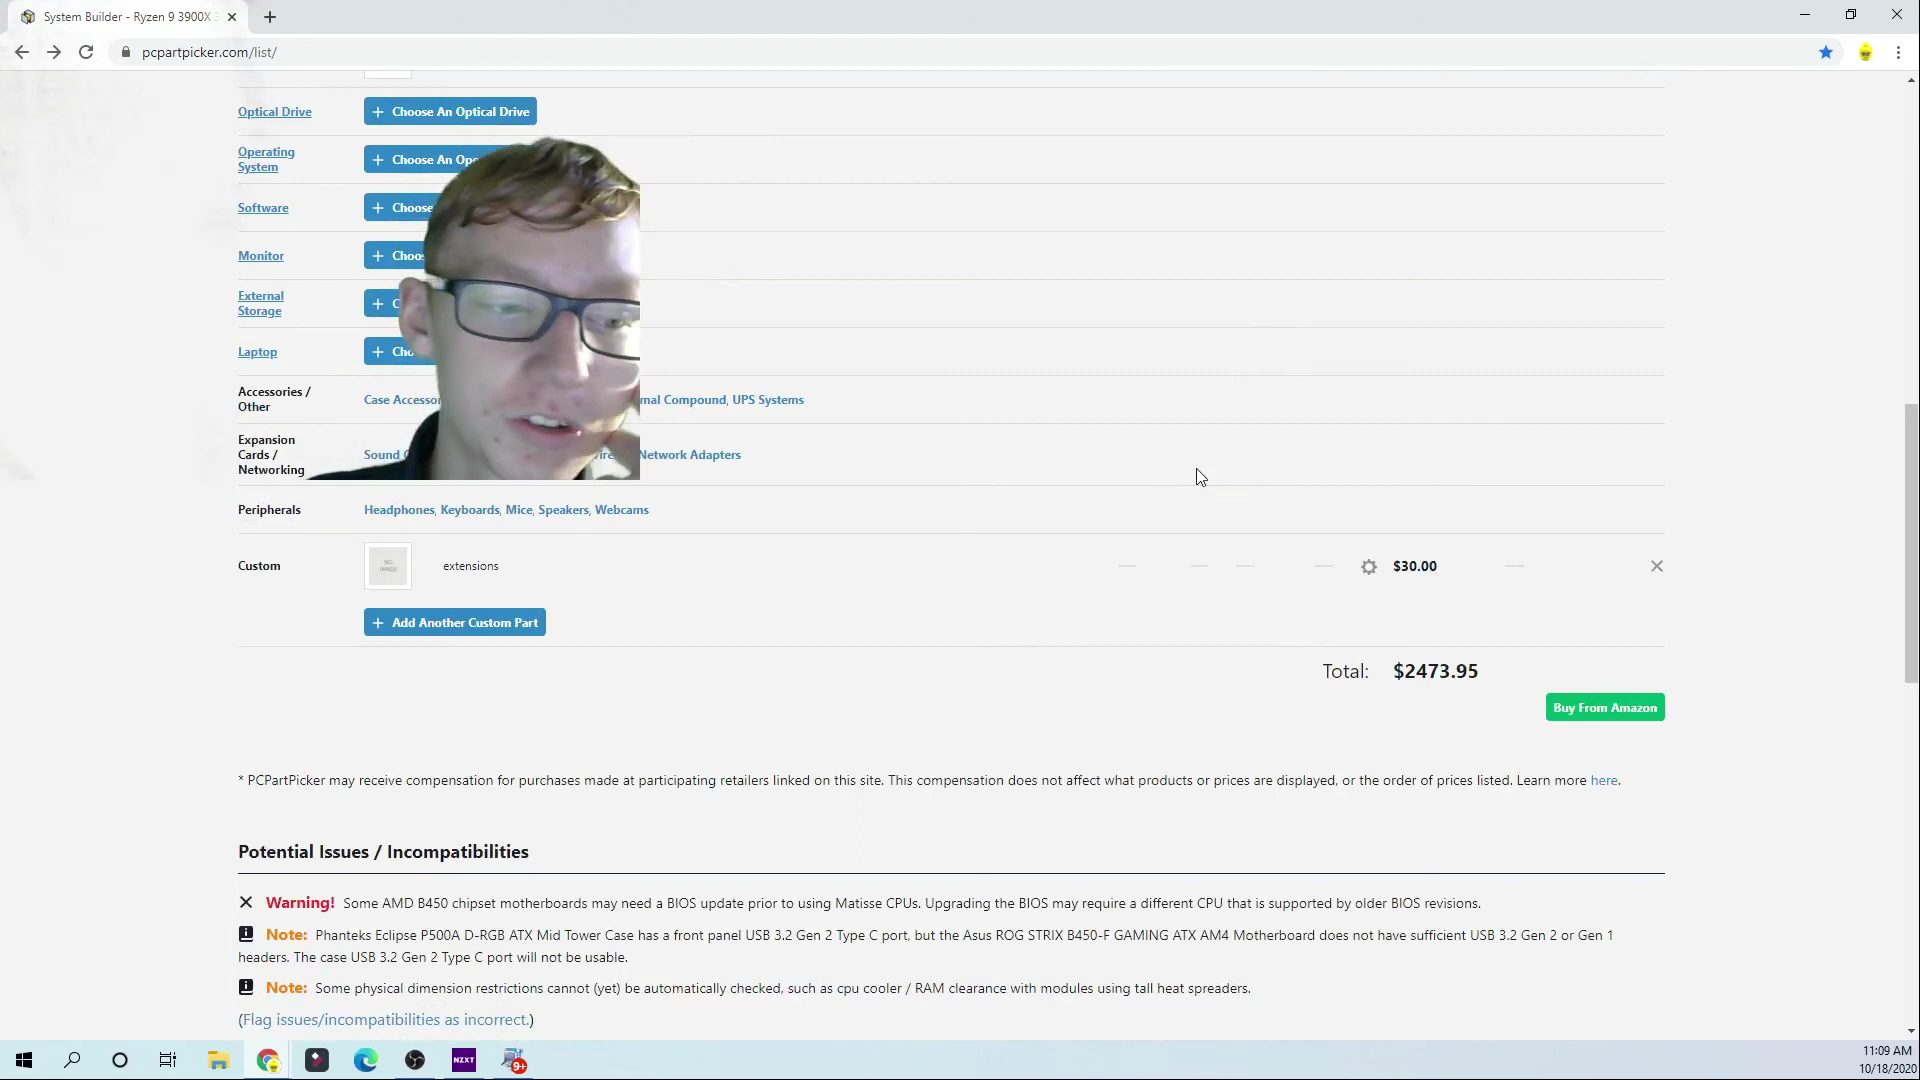 System Builder - Ryzen 9 3900X
pcpartpicker.com/list/
Optical Drive
+ Choose An Optical Drive
Operating System
+ Choose An Ope
Software
+ Choose
Monitor
+ Choo
External Storage
+ C
Laptop
+ Cho
Accessories / Other
Case Accessor mal Compound, UPS Systems
Expansion Cards / Networking
Sound Network Adapters
Peripherals
Headphones, Keyboards, Mice, Speakers, Webcams
Custom
NO IMAGE
extensions
$30.00
+ Add Another Custom Part
Total: $2473.95
Buy From Amazon
* PCPartPicker may receive compensation for purchases made at participating retailers linked on this site. This compensation does not affect what products or prices are displayed, or the order of prices listed. Learn more here.
Potential Issues / Incompatibilities
Warning! Some AMD B450 chipset motherboards may need a BIOS update prior to using Matisse CPUs. Upgrading the BIOS may require a different CPU that is supported by older BIOS revisions.
Note: Phanteks Eclipse P500A D-RGB ATX Mid Tower Case has a front panel USB 3.2 Gen 2 Type C port, but the Asus ROG STRIX B450-F GAMING ATX AM4 Motherboard does not have sufficient USB 3.2 Gen 2 or Gen 1
headers. The case USB 3.2 Gen 2 Type C port will not be usable.
Note: Some physical dimension restrictions cannot (yet) be automatically checked, such as cpu cooler / RAM clearance with modules using tall heat spreaders.
(Flag issues/incompatibilities as incorrect.)
NZXT
9+
11:09 AM
10/18/2020